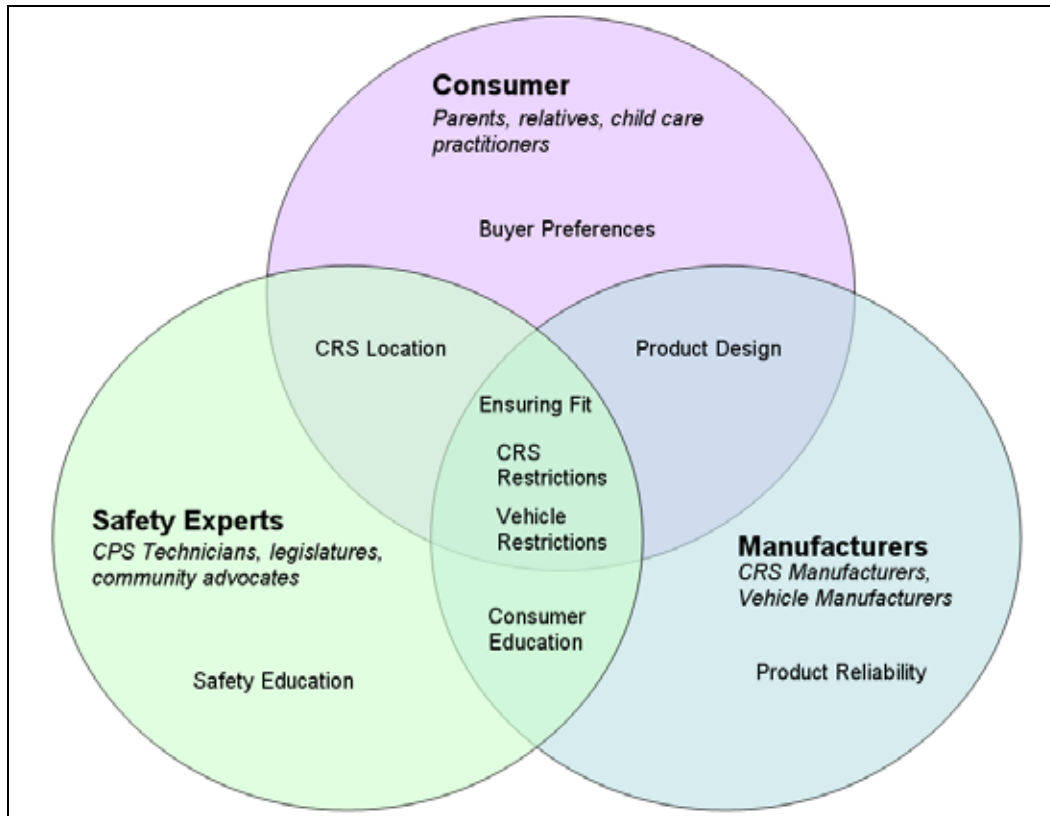 Consumer
Parents, relatives, child care
practitioners
Buyer Preferences
CRS Location
Product Design
Ensuring Fit
CRS
Restrictions
Vehicle
Restrictions
Safety Experts
CPS Technicians, legislatures,
community advocates
Manufacturers
CRS Manufacturers,
Vehicle Manufacturers
Consumer
Education
Safety Education
Product Reliability